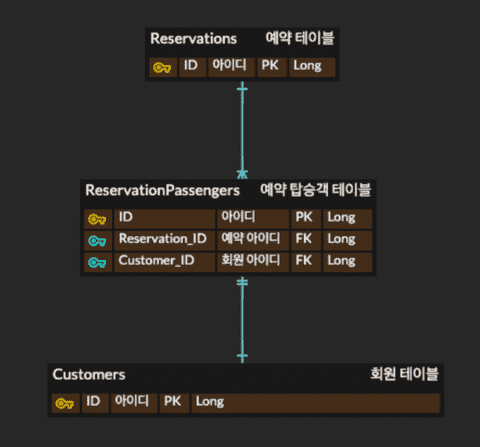 Reservations 예약 테이블
ID 아이디 PK Long
ReservationPassengers 예약 탑승객 테이블
ID 아이디 PK Long
Reservation_ID 예약 아이디 FK Long
Customer_ID 회원 아이디 FK Long
Customers 회원 테이블
ID 아이디 PK Long